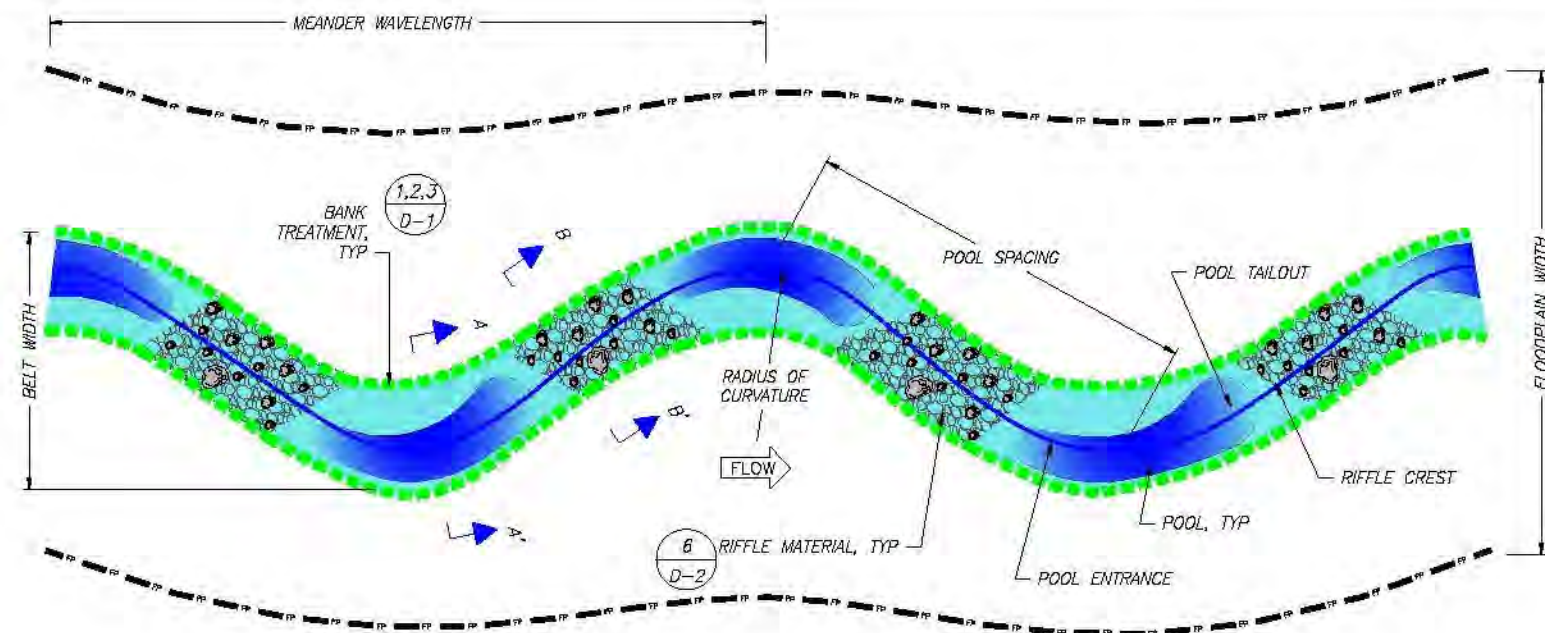 MEANDER WAVELENGTH
1,2,3
D-1
BANK
TREATMENT,
TYP
B
A
POOL SPACING
POOL TAILOUT
BELT WIDTH
FLOODPLAIN WIDTH
RADIUS OF
CURVATURE
B'
FLOW
RIFFLE CREST
A'
POOL, TYP
6
D-2
RIFFLE MATERIAL, TYP
POOL ENTRANCE